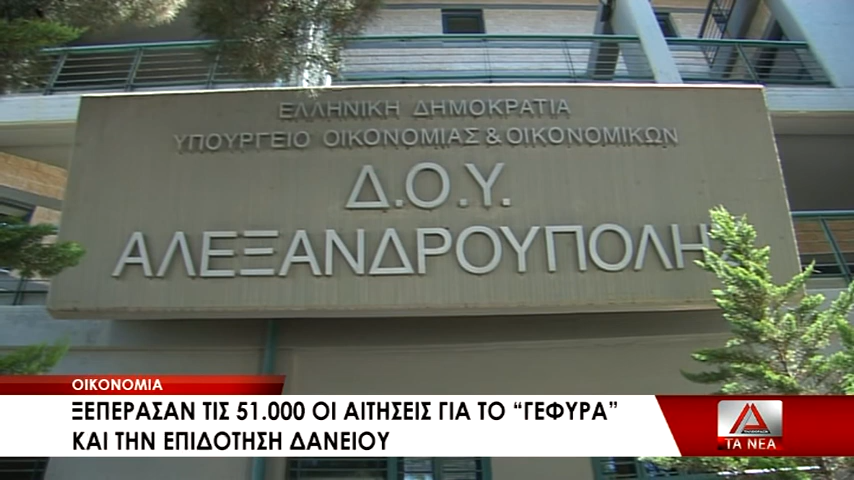 ΕΛΛΗΝΙΚΗ ΔΗΜΟΚΡΑΤΙΑ
ΥΠΟΥΡΓΕΙΟ ΟΙΚΟΝΟΜΙΑΣ & ΟΙΚΟΝΟΜΙΚΩΝ
Δ.Ο.Υ.
ΑΛΕΞΑΝΔΡΟΥΠΟΛΗΣ
ΟΙΚΟΝΟΜΙΑ
ΞΕΠΕΡΑΣΑΝ ΤΙΣ 51.000 ΟΙ ΑΙΤΗΣΕΙΣ ΓΙΑ ΤΟ “ΓΕΦΥΡΑ”
ΚΑΙ ΤΗΝ ΕΠΙΔΟΤΗΣΗ ΔΑΝΕΙΟΥ
ΤΑ ΝΕΑ